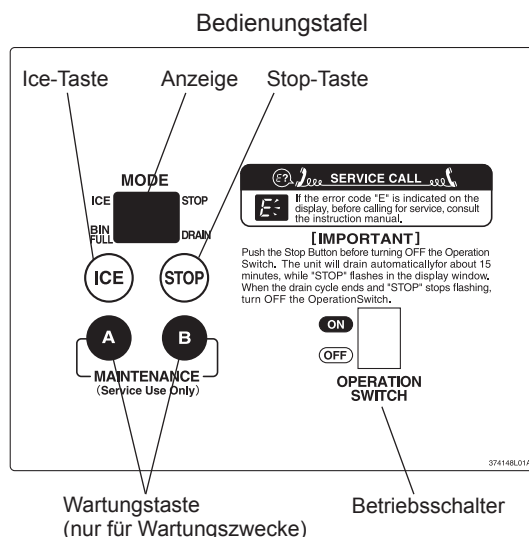 Bedienungstafel
Ice-Taste Anzeige Stop-Taste
MODE
ICE STOP
BIN
FULL DRAIN
ICE STOP
A B
MAINTENANCE
(Service Use Only)
E? SERVICE CALL
E
If the error code "E" is indicated on the
display, before calling for service, consult
the instruction manual.
[IMPORTANT]
Push the Stop Button before turning OFF the Operation
Switch. The unit will drain automaticallyfor about 15
minutes, while "STOP" flashes in the display window.
When the drain cycle ends and "STOP" stops flashing,
turn OFF the OperationSwitch.
ON
OFF
OPERATION
SWITCH
374148L01A
Wartungstaste
(nur für Wartungszwecke)
Betriebsschalter